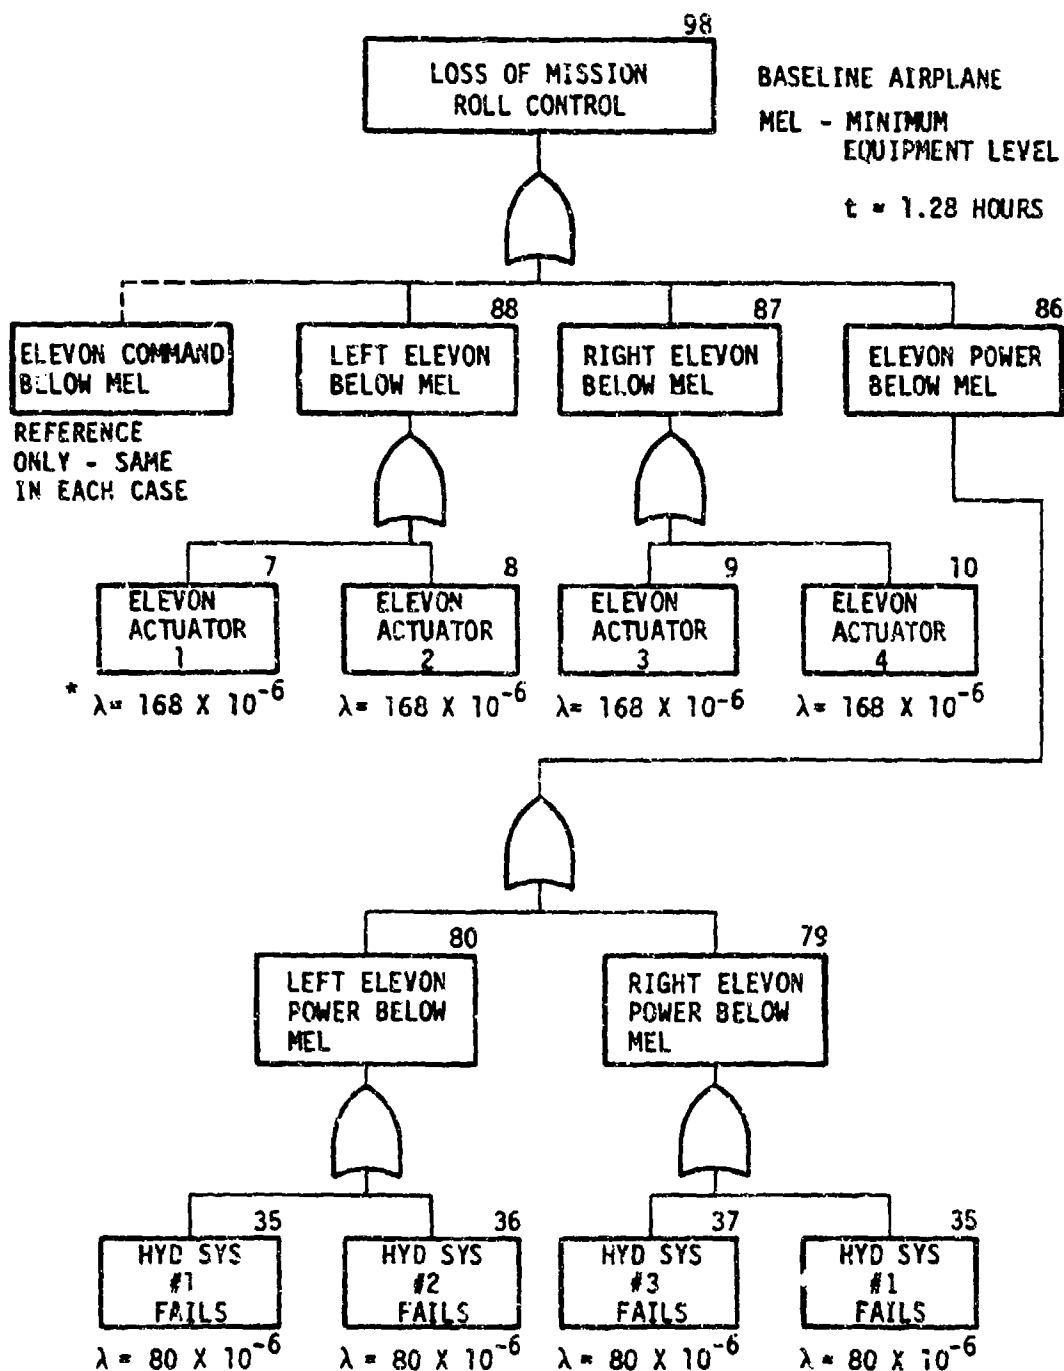 98
LOSS OF MISSION
ROLL CONTROL
BASELINE AIRPLANE
MEL - MINIMUM
EQUIPMENT LEVEL
t = 1.28 HOURS
ELEVON COMMAND
BELOW MEL
REFERENCE
ONLY - SAME
IN EACH CASE
88
LEFT ELEVON
BELOW MEL
87
RIGHT ELEVON
BELOW MEL
86
ELEVON POWER
BELOW MEL
7
ELEVON
ACTUATOR
1
* λ= 168 X 10⁻⁶
8
ELEVON
ACTUATOR
2
λ= 168 X 10⁻⁶
9
ELEVON
ACTUATOR
3
λ= 168 X 10⁻⁶
10
ELEVON
ACTUATOR
4
λ= 168 X 10⁻⁶
80
LEFT ELEVON
POWER BELOW
MEL
79
RIGHT ELEVON
POWER BELOW
MEL
35
HYD SYS
#1
FAILS
λ = 80 X 10⁻⁶
36
HYD SYS
#2
FAILS
λ = 80 X 10⁻⁶
37
HYD SYS
#3
FAILS
λ = 80 X 10⁻⁶
35
HYD SYS
#1
FAILS
λ = 80 X 10⁻⁶